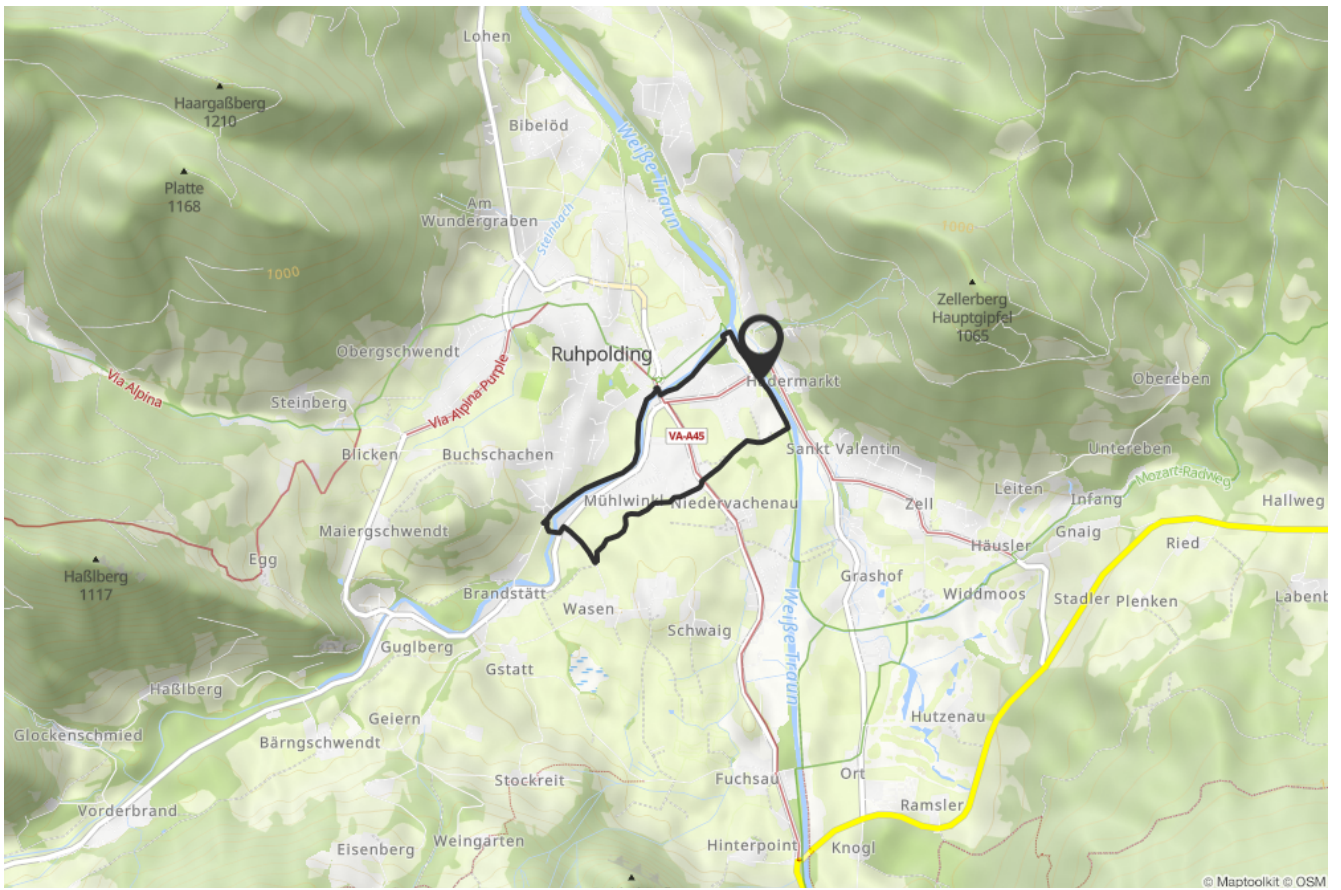 Lohen
Haargaßberg
1210
Bibelöd
Weiße Traun
Platte
1168
Am
Wundergraben
Steinbach
1000
1000
Zellerberg
Hauptgipfel
1065
Obergschwendt
Ruhpolding
Via Alpina
Steinberg
Via-Alpina-Purple
Obereben
VA-A45
Blicken
Buchschachen
Sankt Valentin
Untereben
Mozart-Radweg
Mühlwinkl
Niedervachenau
Zell
Leiten
Infang
Hallweg
Maiergschwendt
Gnaig
Ried
Häusler
Egg
Haßlberg
1117
Brandstätt
Wasen
Grashof
Widdmoos
Stadler
Plenken
Weiße Traun
Schwaig
Guglberg
Gstatt
Haßlberg
Geiern
Hutzenau
Glockenschmied
Bärngschwendt
Stockreit
Fuchsau
Ort
Ramsler
Vorderbrand
Weingarten
Eisenberg
Hinterpoint
Knogl
© Maptoolkit © OSM